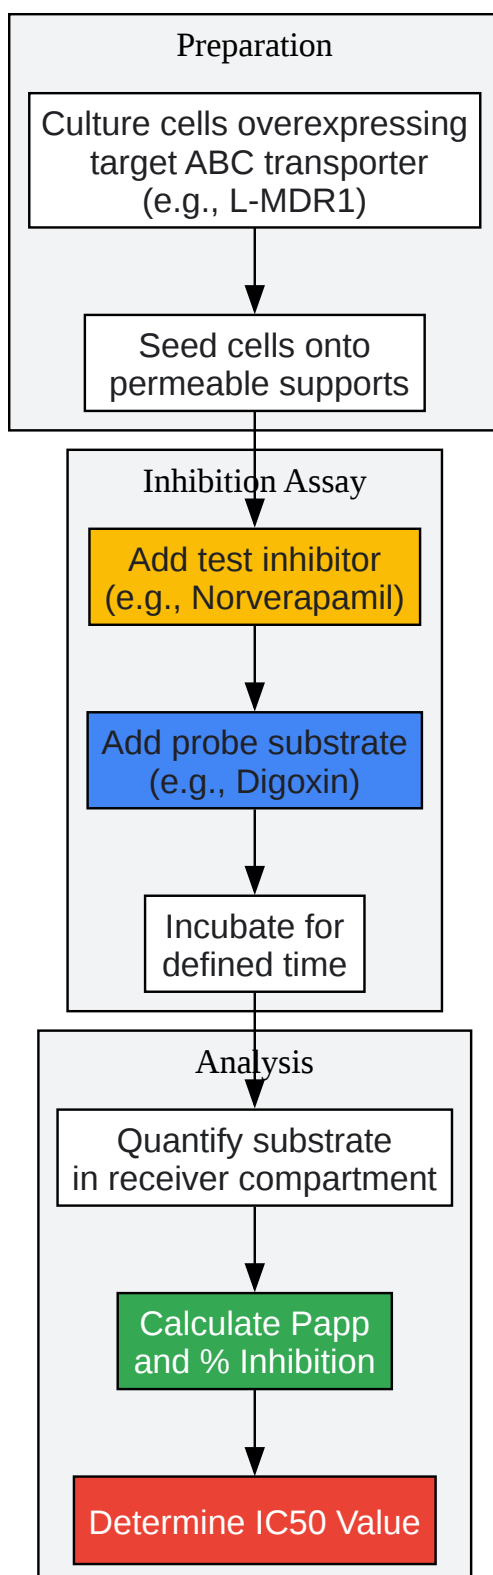 Preparation
Culture cells overexpressing
target ABC transporter
(e.g., L-MDR1)
Seed cells onto
permeable supports
Inhibition Assay
Add test inhibitor
(e.g., Norverapamil)
Add probe substrate
(e.g., Digoxin)
Incubate for
defined time
Analysis
Quantify substrate
in receiver compartment
Calculate Papp
and % Inhibition
Determine IC50 Value